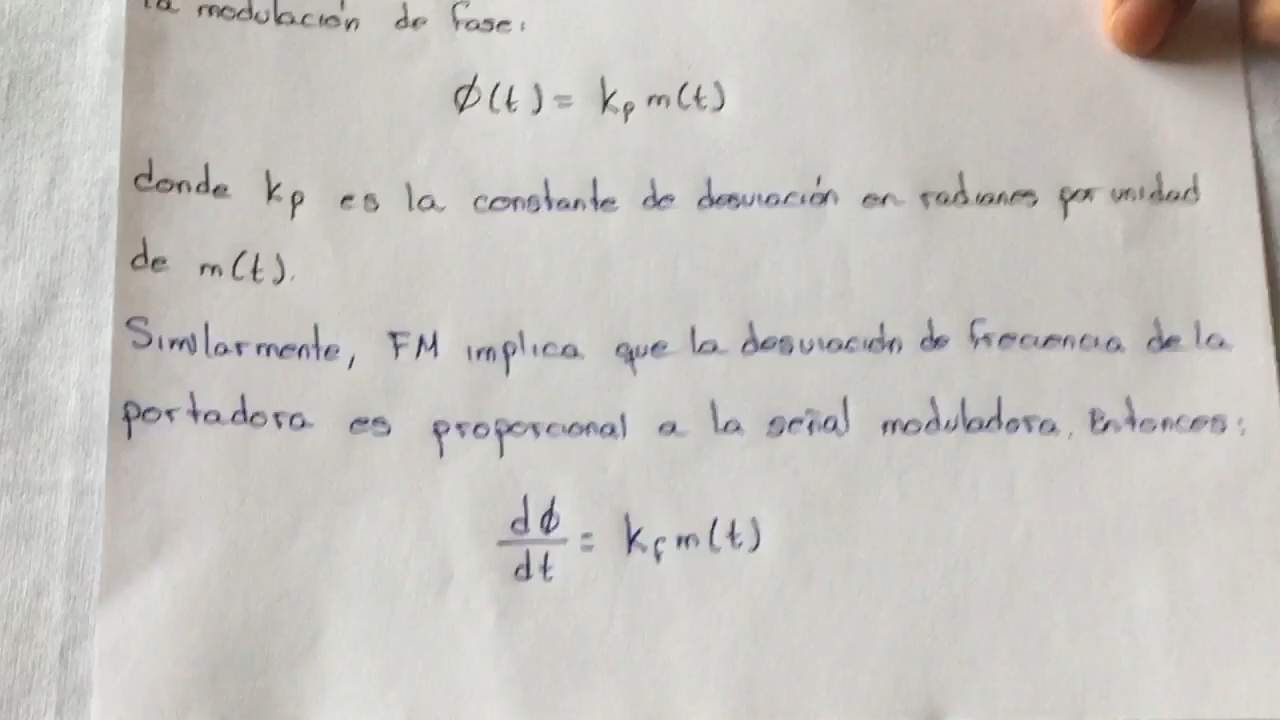 la modulación de fase:
ϕ(t) = kₚ m(t)
donde kₚ es la constante de desviación en radianes por unidad
de m(t).
Similarmente, FM implica que la desviación de frecuencia de la
portadora es proporcional a la señal moduladora. Entonces:
dϕ/dt = k_f m(t)